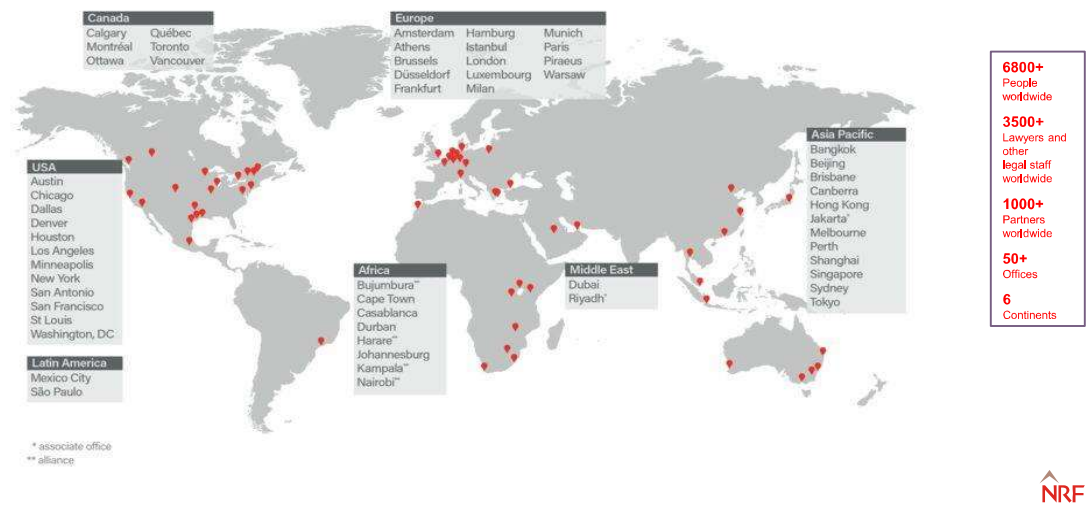 Canada
Calgary Québec
Montréal Toronto
Ottawa Vancouver
Europe
Amsterdam Hamburg Munich
Athens Istanbul Paris
Brussels London Piraeus
Düsseldorf Luxembourg Warsaw
Frankfurt Milan
USA
Austin
Chicago
Dallas
Denver
Houston
Los Angeles
Minneapolis
New York
San Antonio
San Francisco
St Louis
Washington, DC
Latin America
Mexico City
São Paulo
Africa
Bujumbura**
Cape Town
Casablanca
Durban
Harare**
Johannesburg
Kampala**
Nairobi**
Middle East
Dubai
Riyadh*
Asia Pacific
Bangkok
Beijing
Brisbane
Canberra
Hong Kong
Jakarta*
Melbourne
Perth
Shanghai
Singapore
Sydney
Tokyo
6800+
People
worldwide
3500+
Lawyers and
other
legal staff
worldwide
1000+
Partners
worldwide
50+
Offices
6
Continents
* associate office
** alliance
NRF